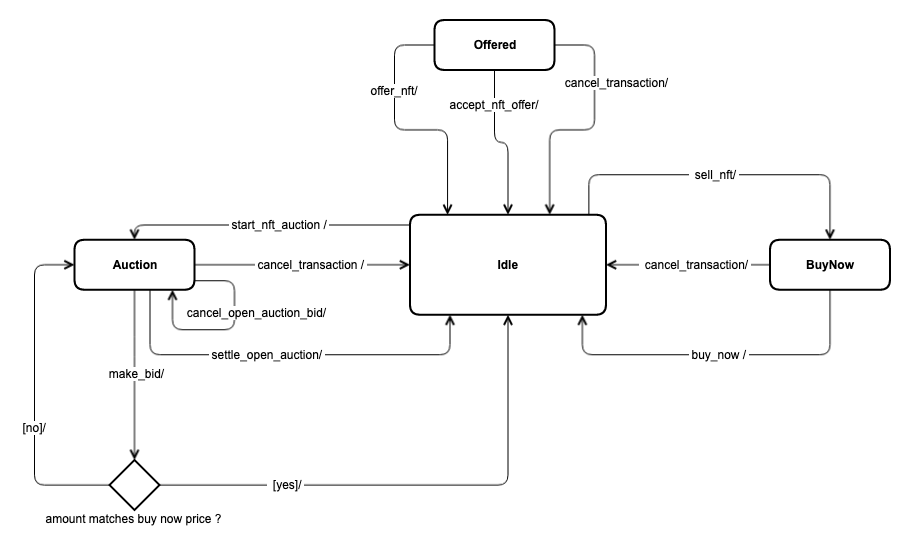 Offered
offer_nft/
cancel_transaction/
accept_nft_offer/
sell_nft/
start_nft_auction /
Auction
cancel_transaction /
Idle
cancel_transaction/
BuyNow
cancel_open_auction_bid/
settle_open_auction/
buy_now /
make_bid/
[no]/
[yes]/
amount matches buy now price ?